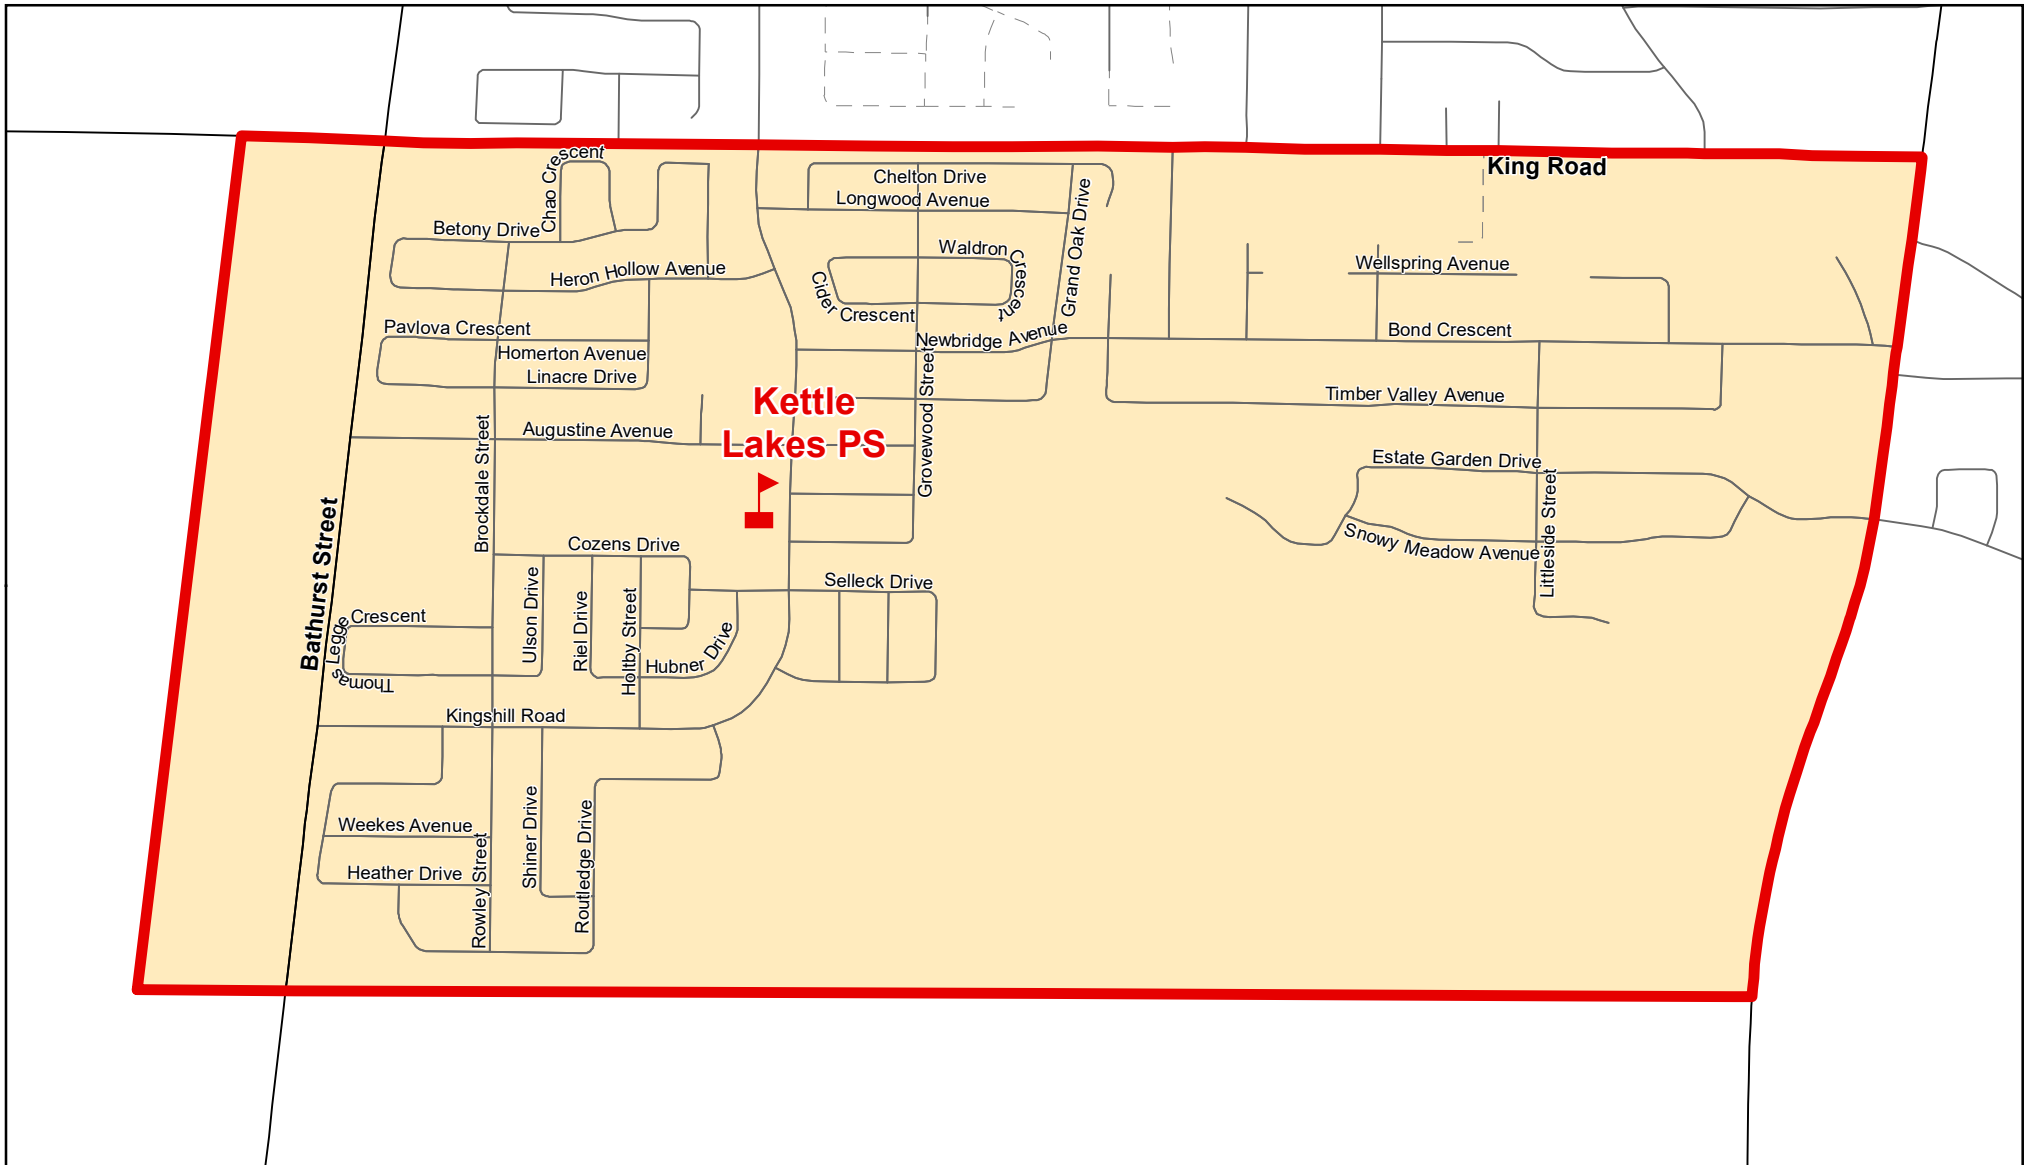 King Road
Chao Crescent
Chelton Drive
Longwood Avenue
Betony Drive
Grand Oak Drive
Waldron
Crescent
Heron Hollow Avenue
Wellspring Avenue
Cider
Crescent
Pavlova Crescent
Newbridge Avenue
Bond Crescent
Homerton Avenue
Linacre Drive
Kettle
Lakes PS
Timber Valley Avenue
Grovewood Street
Augustine Avenue
Brockdale Street
Estate Garden Drive
Littleside Street
Snowy Meadow Avenue
Bathurst Street
Cozens Drive
Selleck Drive
Ulson Drive
Riel Drive
Holtby Street
Hubner Drive
Thomas
Legge
Crescent
Kingshill Road
Weekes Avenue
Shiner Drive
Routledge Drive
Heather Drive
Rowley Street